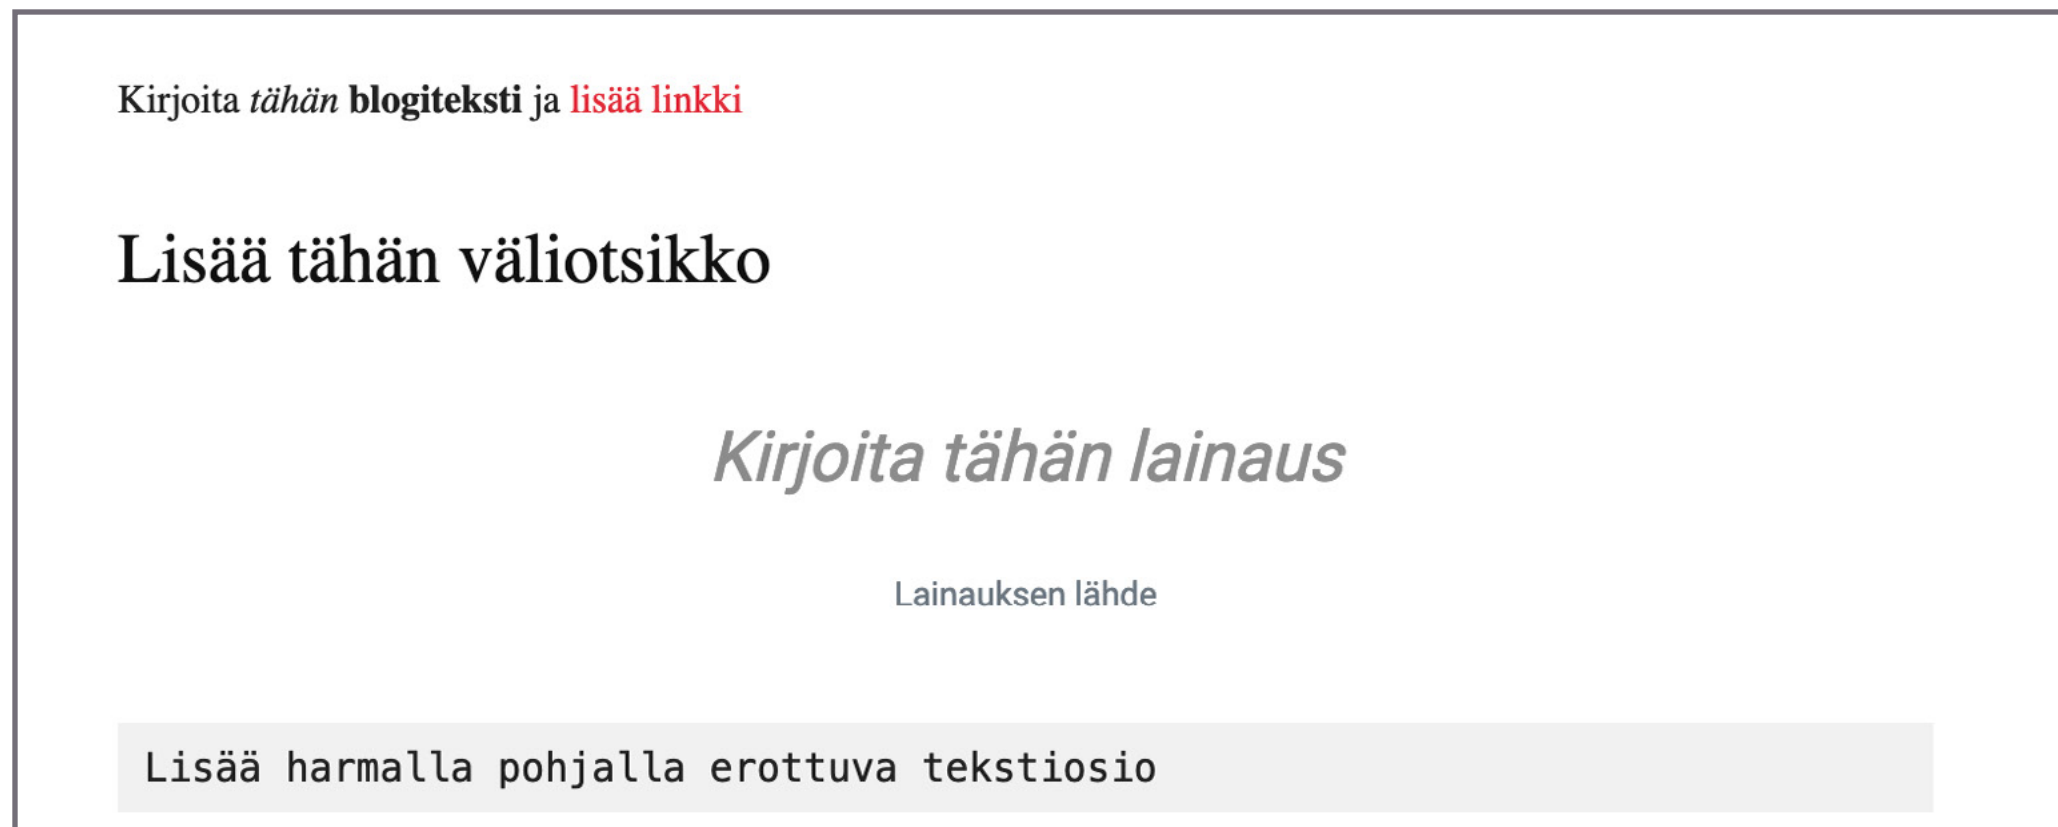 Kirjoita tähän blogiteksti ja lisää linkki
Lisää tähän väliotsikko
Kirjoita tähän lainaus
Lainauksen lähde
Lisää harmalla pohjalla erottuva tekstiosio